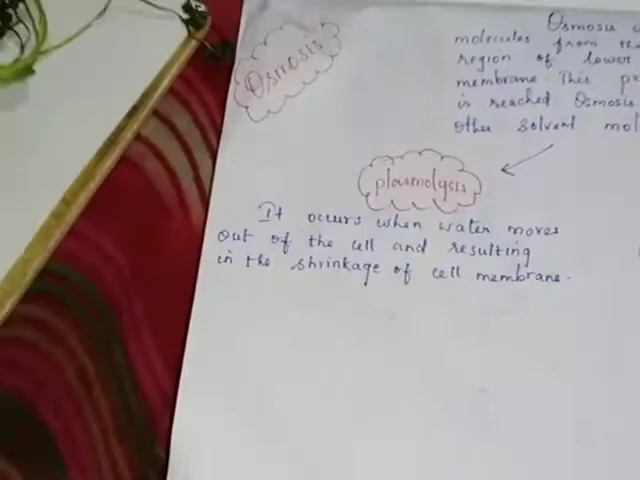 Osmosis
Osmosis
molecules from the
region of lower
membrane. This
is reached Osmosis
other solvent
plasmolysis
It occurs when water moves
out of the cell and resulting
in the shrinkage of cell membrane.